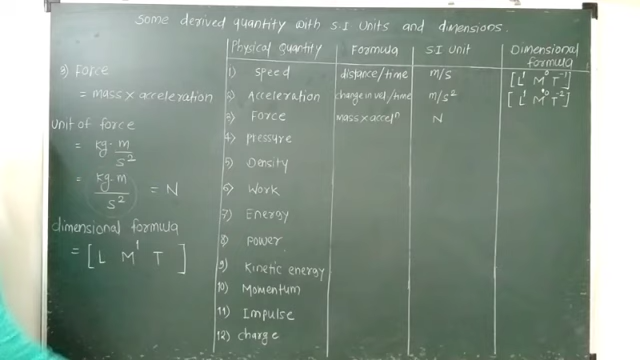 Some derived quantity with S.I Units and dimensions.
3) Force
= mass x acceleration
unit of force
= kg. m / s²
= kg. m / s² = N
dimensional formula
= [ L M¹ T ]
Physical Quantity Formula S.I Unit Dimensional formula
1) Speed distance/time m/s [L¹ M⁰ T⁻¹]
2) Acceleration change in vel/time m/s² [L¹ M⁰ T⁻²]
3) Force mass x accelⁿ N
4) Pressure
5) Density
6) Work
7) Energy
8) Power
9) Kinetic energy
10) Momentum
11) Impulse
12) charge